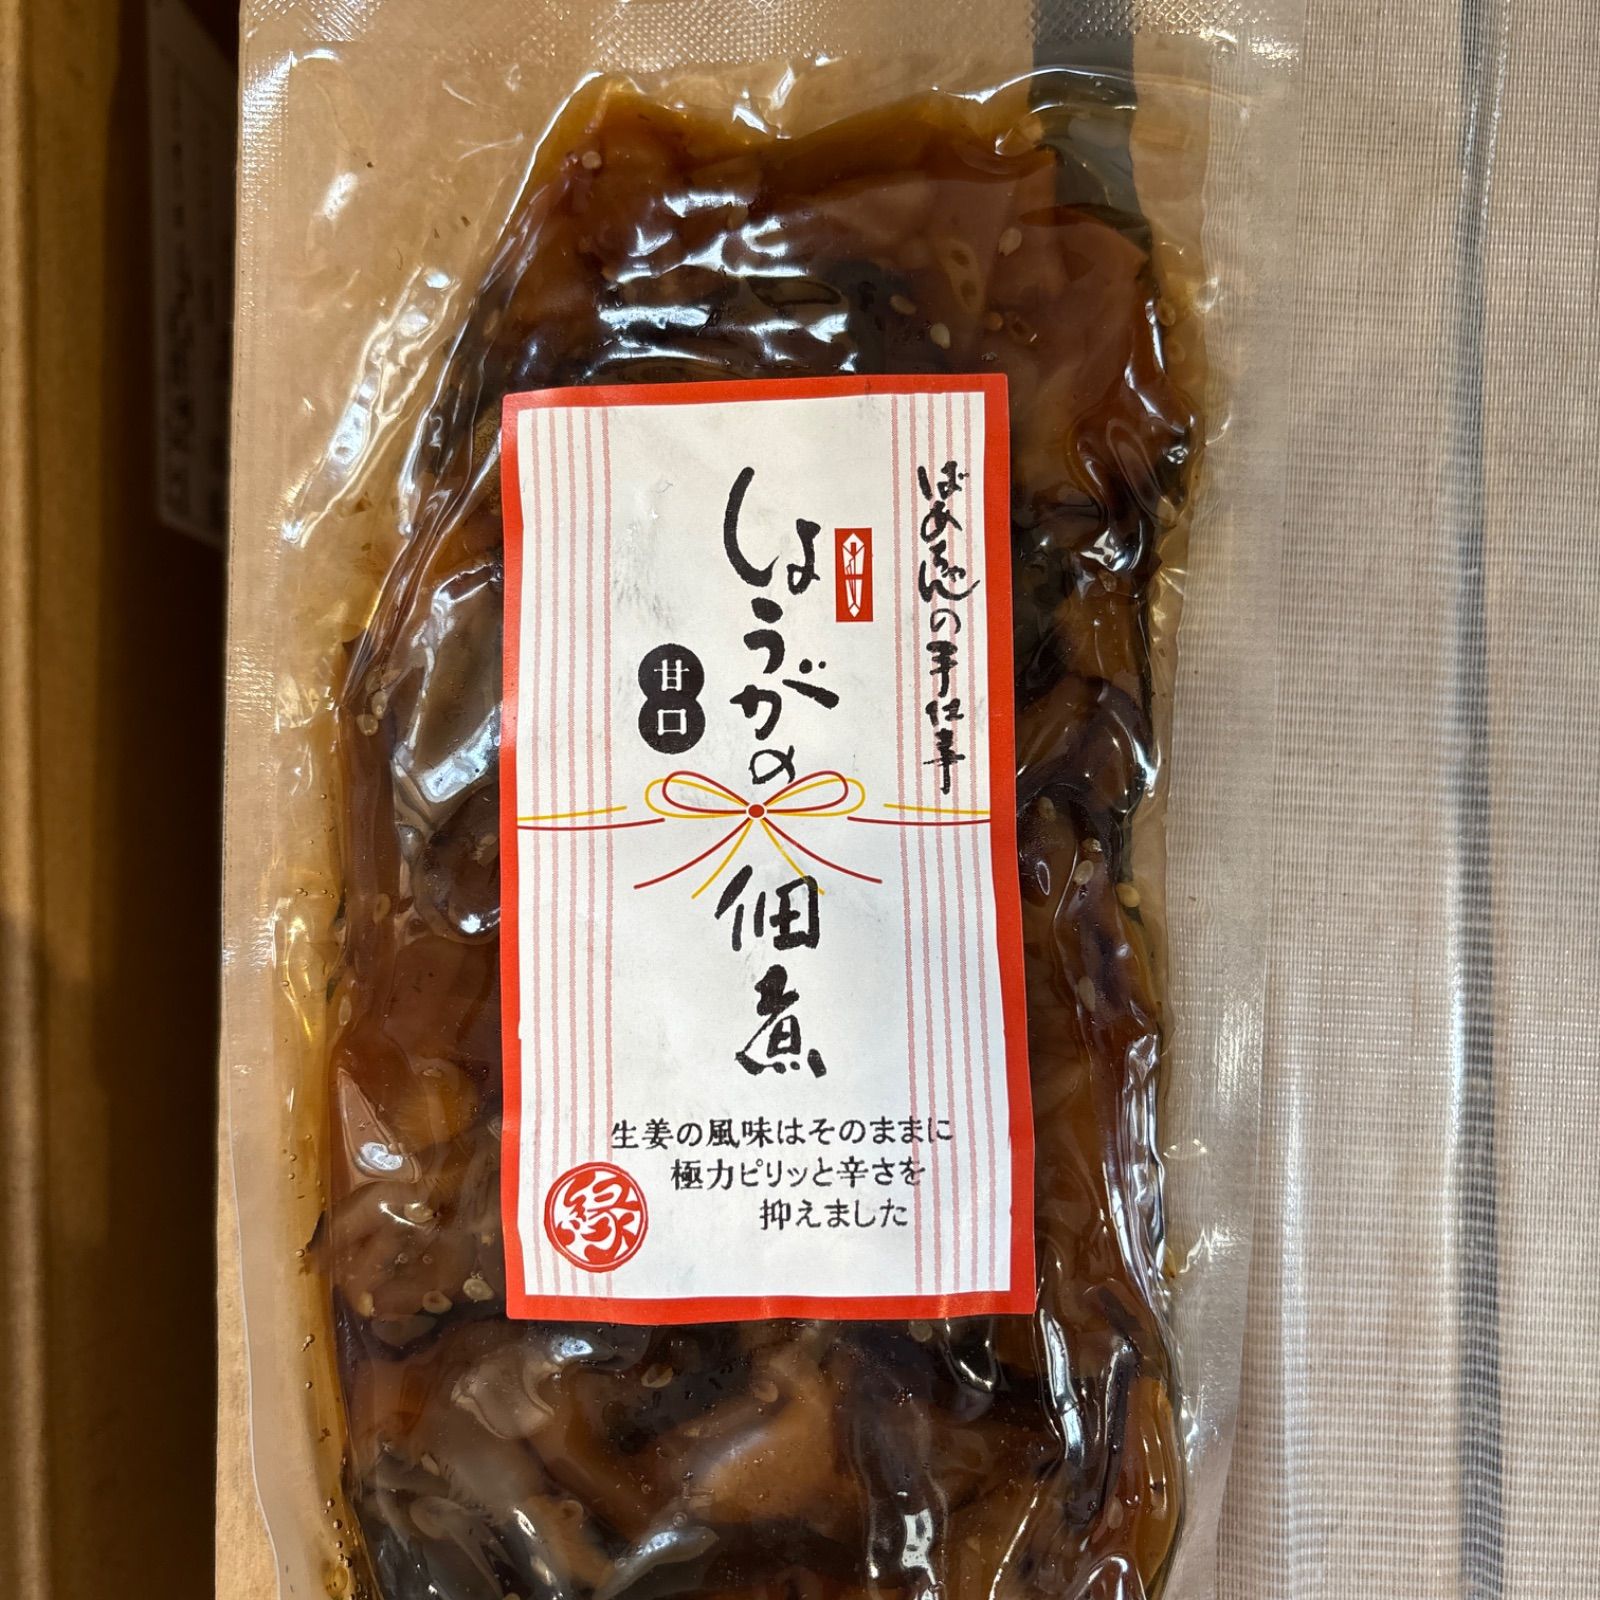 ばあちゃんの手仕事
しょうがの佃煮
甘口
生姜の風味はそのままに
極力ピリッと辛さを
抑えました
縁